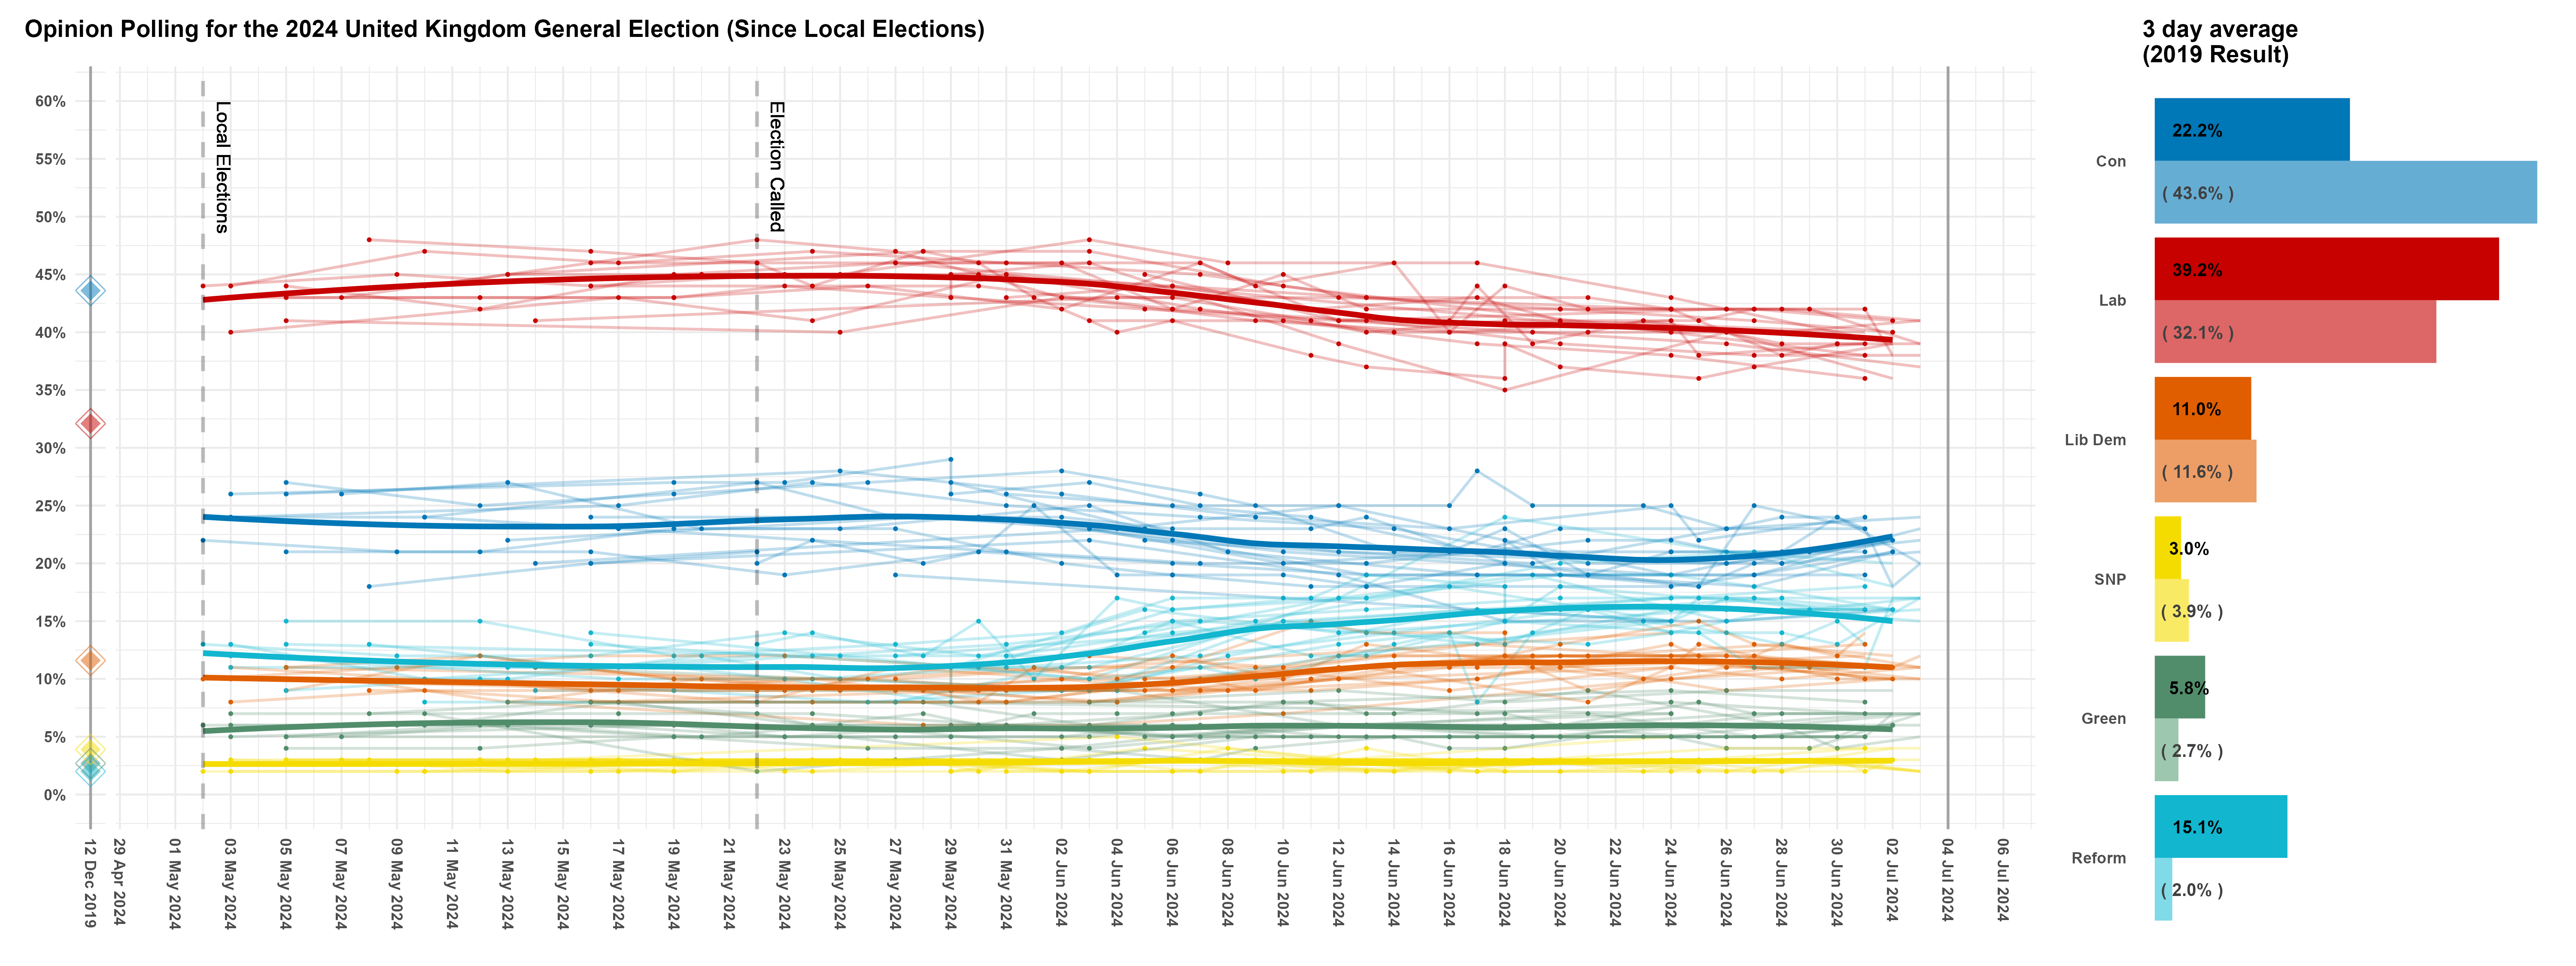 Opinion Polling for the 2024 United Kingdom General Election (Since Local Elections)
60%
55%
50%
45%
40%
35%
30%
25%
20%
15%
10%
5%
0%
Local Elections
Election Called
12 Dec 2019
29 Apr 2024
01 May 2024
03 May 2024
05 May 2024
07 May 2024
09 May 2024
11 May 2024
13 May 2024
15 May 2024
17 May 2024
19 May 2024
21 May 2024
23 May 2024
25 May 2024
27 May 2024
29 May 2024
31 May 2024
02 Jun 2024
04 Jun 2024
06 Jun 2024
08 Jun 2024
10 Jun 2024
12 Jun 2024
14 Jun 2024
16 Jun 2024
18 Jun 2024
20 Jun 2024
22 Jun 2024
24 Jun 2024
26 Jun 2024
28 Jun 2024
30 Jun 2024
02 Jul 2024
04 Jul 2024
06 Jul 2024
3 day average
(2019 Result)
Con
22.2%
( 43.6% )
Lab
39.2%
( 32.1% )
Lib Dem
11.0%
( 11.6% )
SNP
3.0%
( 3.9% )
Green
5.8%
( 2.7% )
Reform
15.1%
( 2.0% )